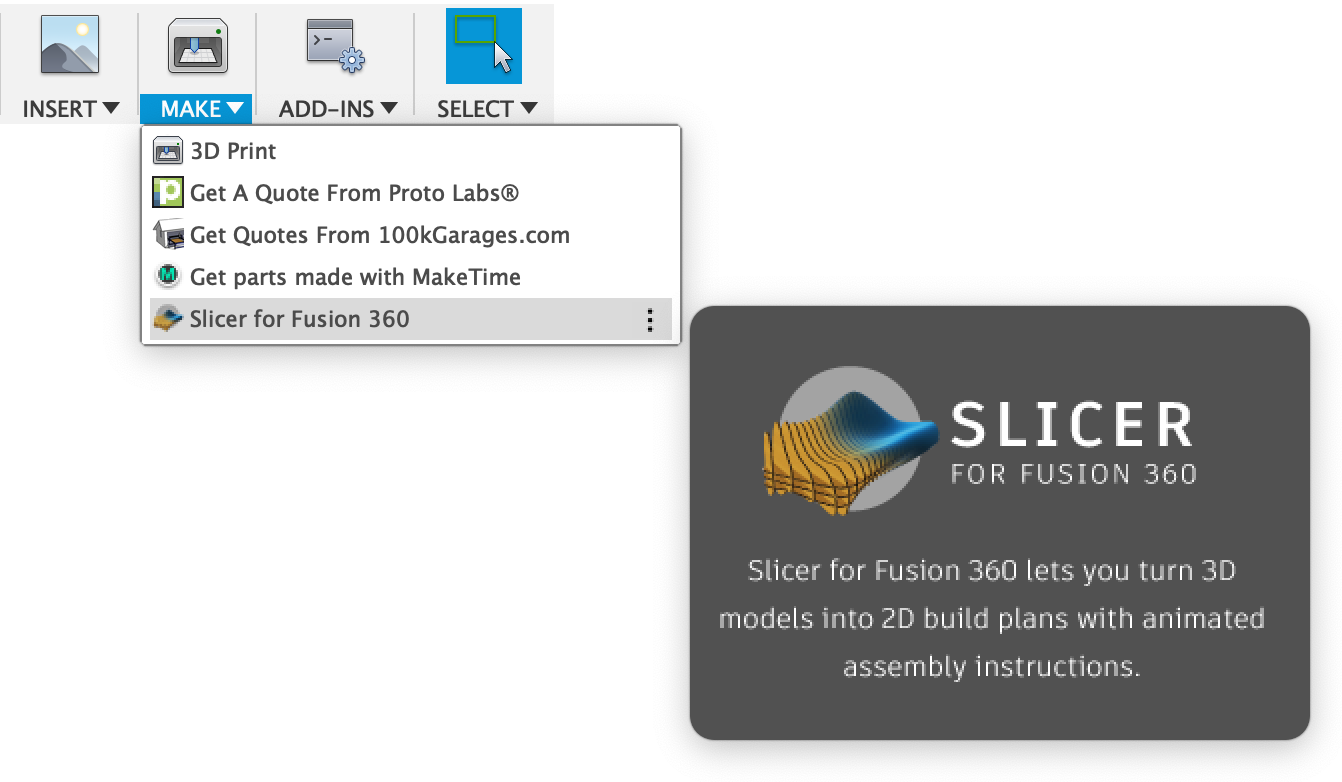 INSERT
MAKE
ADD-INS
SELECT
3D Print
Get A Quote From Proto Labs®
Get Quotes From 100kGarages.com
Get parts made with MakeTime
Slicer for Fusion 360
SLICER
FOR FUSION 360
Slicer for Fusion 360 lets you turn 3D
models into 2D build plans with animated
assembly instructions.